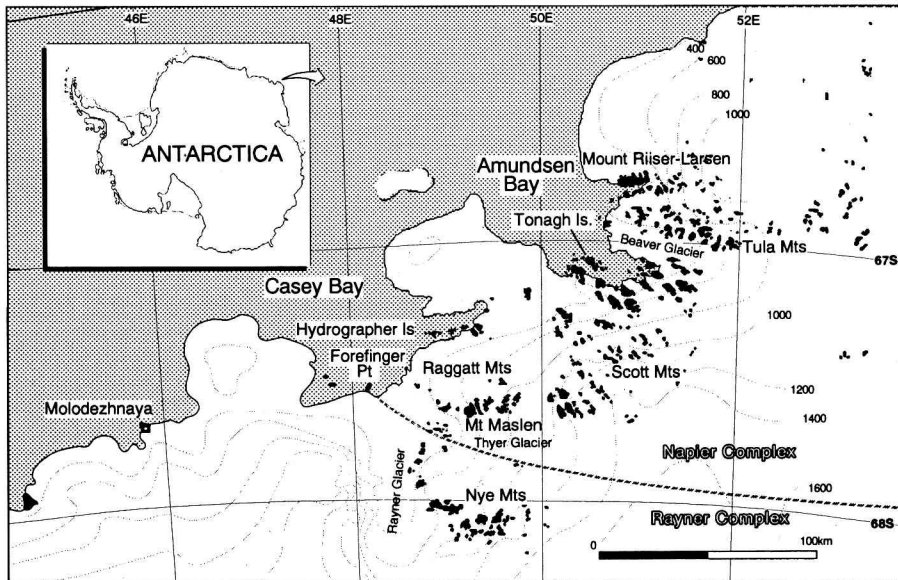 46E
48E
50E
52E
400
600
800
1000
ANTARCTICA
Amundsen
Bay
Mount Riiser-Larsen
Tonagh Is.
Beaver Glacier
Tula Mts
67S
Casey Bay
1000
Hydrographer Is
Forefinger
Pt
Raggatt Mts
Scott Mts
Molodezhnaya
1200
1400
Mt Maslen
Thyer Glacier
Napier Complex
Rayner Glacier
Nye Mts
1600
Rayner Complex
68S
0
100km